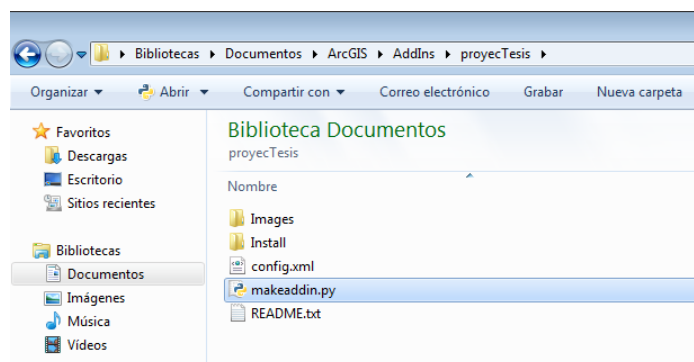 Bibliotecas Documentos ArcGIS AddIns proyecTesis
Organizar Abrir Compartir con Correo electrónico Grabar Nueva carpeta
Favoritos
Descargas
Escritorio
Sitios recientes
Bibliotecas
Documentos
Imágenes
Música
Vídeos
Biblioteca Documentos
proyecTesis
Nombre
Images
Install
config.xml
makeaddin.py
README.txt